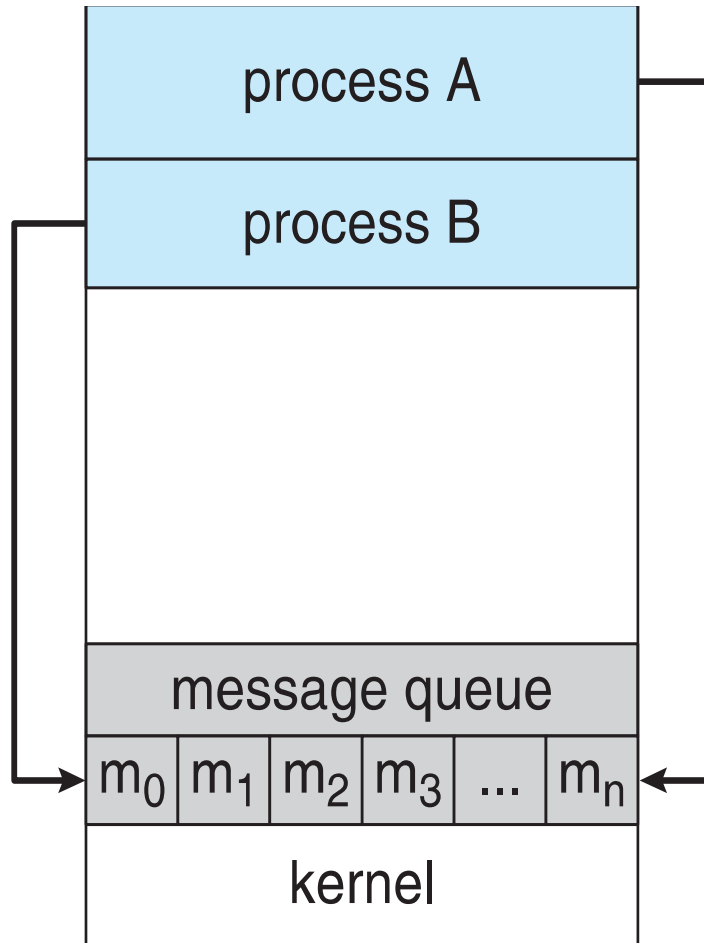 process A
process B
message queue
m₀ m₁ m₂ m₃ ... mₙ
kernel